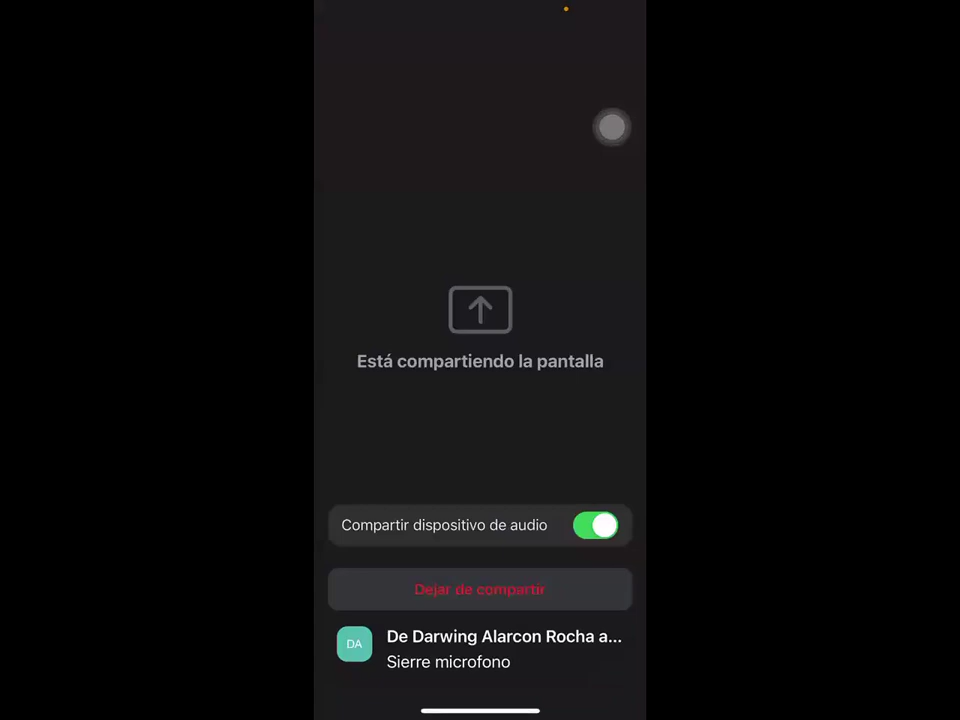 Está compartiendo la pantalla
Compartir dispositivo de audio
Dejar de compartir
DA
De Darwing Alarcon Rocha a...
Sierre microfono